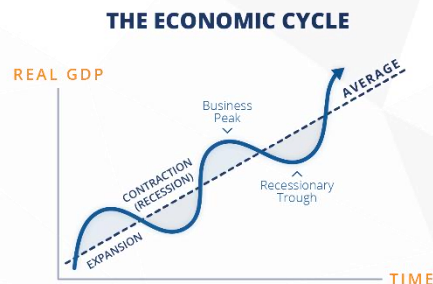 THE ECONOMIC CYCLE
REAL GDP
AVERAGE
Business
Peak
CONTRACTION
(RECESSION)
Recessionary
Trough
EXPANSION
TIME